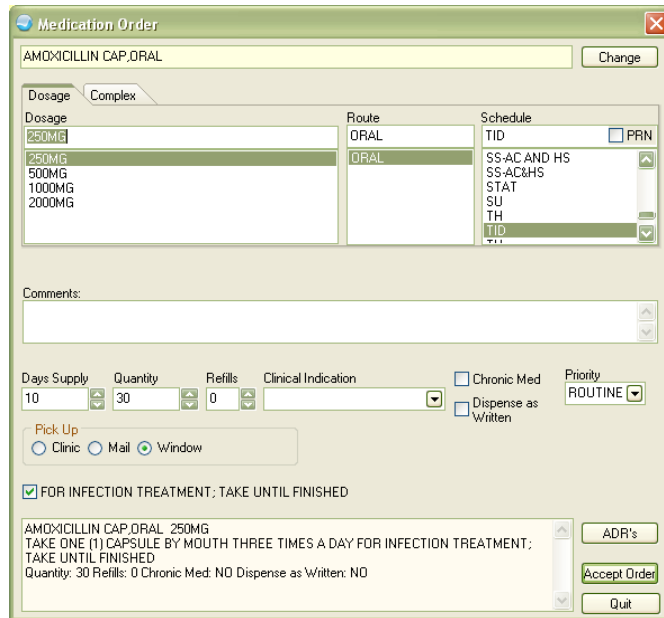 Medication Order
AMOXICILLIN CAP,ORAL
Change
Dosage
Complex
Dosage
Route
Schedule
250MG
ORAL
TID
PRN
250MG
500MG
1000MG
2000MG
ORAL
SS-AC AND HS
SS-AC&HS
STAT
SU
TH
TID
Comments:
Days Supply
Quantity
Refills
Clinical Indication
Chronic Med
Priority
10
30
0
Dispense as
Written
ROUTINE
Pick Up
Clinic
Mail
Window
FOR INFECTION TREATMENT; TAKE UNTIL FINISHED
AMOXICILLIN CAP,ORAL 250MG
TAKE ONE (1) CAPSULE BY MOUTH THREE TIMES A DAY FOR INFECTION TREATMENT;
TAKE UNTIL FINISHED
Quantity: 30 Refills: 0 Chronic Med: NO Dispense as Written: NO
ADR's
Accept Order
Quit